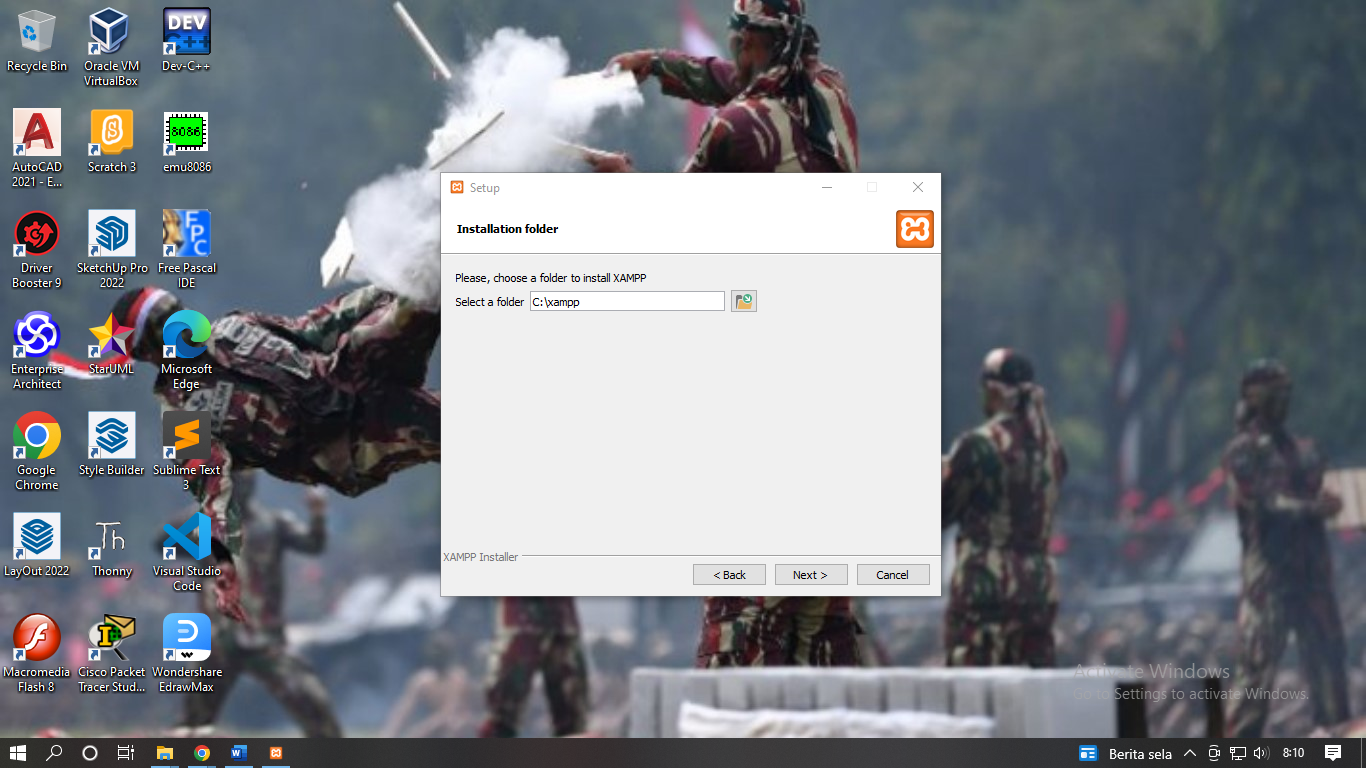 Recycle Bin
Oracle VM
VirtualBox
DEV
C++
Dev-C++
AutoCAD
2021 - E...
Scratch 3
8086
emu8086
Driver
Booster 9
SketchUp Pro
2022
FPC
Free Pascal
IDE
Enterprise
Architect
StarUML
Microsoft
Edge
Google
Chrome
Style Builder
Sublime Text
3
LayOut 2022
Th
Thonny
Visual Studio
Code
Macromedia
Flash 8
Cisco Packet
Tracer Stud...
Wondershare
EdrawMax
Setup
Installation folder
Please, choose a folder to install XAMPP
Select a folder C:\xampp
XAMPP Installer
< Back Next > Cancel
Activate Windows
Go to Settings to activate Windows.
Berita sela 8:10